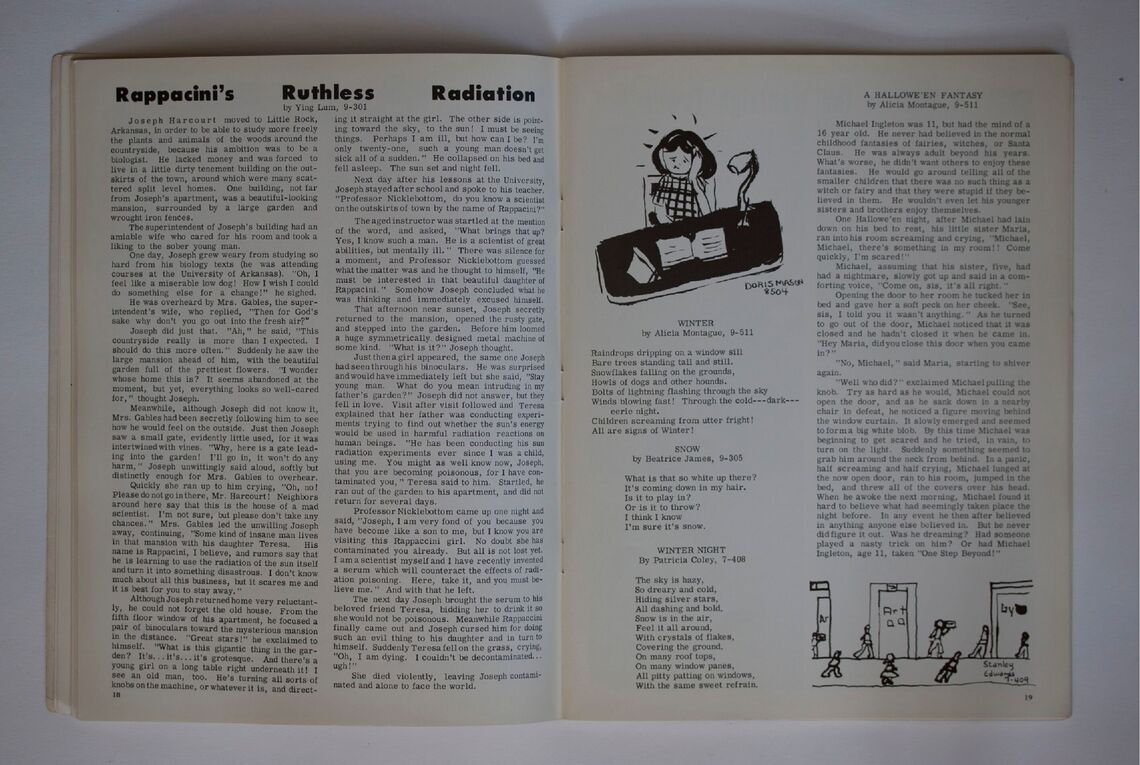 Rappacini's Ruthless Radiation
by Ying Lum, 9-301
Joseph Harcourt moved to Little Rock,
Arkansas, in order to be able to study more freely
the plants and animals of the woods around the
countryside, because his ambition was to be a
biologist. He lacked money and was forced to
live in a little dirty tenement building on the out-
skirts of the town, around which were many scat-
tered split level homes. One building, not far
from Joseph's apartment, was a beautiful-looking
mansion, surrounded by a large garden and
wrought iron fences.
The superintendent of Joseph's building had an
amiable wife who cared for his room and took a
liking to the sober young man.
One day, Joseph grew weary from studying so
hard from his biology texts (he was attending
courses at the University of Arkansas). "Oh, I
feel like a miserable low dog! How I wish I could
do something else for a change!" he sighed.
He was overheard by Mrs. Gables, the super-
intendent's wife, who replied, "Then for God's
sake why don't you go out into the fresh air?"
Joseph did just that. "Ah," he said, "This
countryside really is more than I expected. I
should do this more often." Suddenly he saw the
large mansion ahead of him, with the beautiful
garden full of the prettiest flowers. "I wonder
whose home this is? It seems abandoned at the
moment, but yet, everything looks so well-cared
for," thought Joseph.
Meanwhile, although Joseph did not know it,
Mrs. Gables had been secretly following him to see
how he would feel on the outside. Just then Joseph
saw a small gate, evidently little used, for it was
intertwined with vines. "Why, here is a gate lead-
ing into the garden! I'll go in, it won't do any
harm," Joseph unwittingly said aloud, softly but
distinctly enough for Mrs. Gables to overhear.
Quickly she ran up to him crying, "Oh, no!
Please do not go in there, Mr. Harcourt! Neighbors
around here say that this is the house of a mad
scientist. I'm not sure, but please don't take any
chances." Mrs. Gables led the unwilling Joseph
away, continuing, "Some kind of insane man lives
in that mansion with his daughter Teresa. His
name is Rappacini, I believe, and rumors say that
he is learning to use the radiation of the sun itself
and turn it into something disastrous. I don't know
much about all this business, but it scares me and
it is best for you to stay away."
Although Joseph returned home very reluctant-
ly, he could not forget the old house. From the
fifth floor window of his apartment, he focused a
pair of binoculars toward the mysterious mansion
in the distance. "Great stars!" he exclaimed to
himself. "What is this gigantic thing in the gar-
den? It's...it's...it's grotesque. And there's a
young girl on a long table right underneath it! I
see an old man, too. He's turning all sorts of
knobs on the machine, or whatever it is, and direct-
18
ing it straight at the girl. The other side is point-
ing toward the sky, to the sun! I must be seeing
things. Perhaps I am ill, but how can I be? I'm
only twenty-one, such a young man doesn't get
sick all of a sudden." He collapsed on his bed and
fell asleep. The sun set and night fell.
Next day after his lessons at the University,
Joseph stayed after school and spoke to his teacher.
"Professor Nicklebottom, do you know a scientist
on the outskirts of town by the name of Rappacini?"
The aged instructor was startled at the mention
of the word, and asked, "What brings that up?
Yes, I know such a man. He is a scientist of great
abilities, but mentally ill." There was silence for
a moment, and Professor Nicklebottom guessed
what the matter was and he thought to himself, "He
must be interested in that beautiful daughter of
Rappacini." Somehow Joseph concluded what he
was thinking and immediately excused himself.
That afternoon near sunset, Joseph secretly
returned to the mansion, opened the rusty gate,
and stepped into the garden. Before him loomed
a huge symmetrically designed metal machine of
some kind. "What is it?" Joseph thought.
Just then a girl appeared, the same one Joseph
had seen through his binoculars. He was surprised
and would have immediately left but she said, "Stay
young man. What do you mean intruding in my
father's garden?" Joseph did not answer, but they
fell in love. Visit after visit followed and Teresa
explained that her father was conducting experi-
ments trying to find out whether the sun's energy
would be used in harmful radiation reactions on
human beings. "He has been conducting his sun
radiation experiments ever since I was a child,
using me. You might as well know now, Joseph,
that you are becoming poisonous, for I have con-
taminated you," Teresa said to him. Startled, he
ran out of the garden to his apartment, and did not
return for several days.
Professor Nicklebottom came up one night and
said, "Joseph, I am very fond of you because you
have become like a son to me, but I know you are
visiting this Rappacini girl. No doubt she has
contaminated you already. But all is not lost yet.
I am a scientist myself and I have recently invented
a serum which will counteract the effects of radi-
ation poisoning. Here, take it, and you must be-
lieve me." And with that he left.
The next day Joseph brought the serum to his
beloved friend Teresa, bidding her to drink it so
she would not be poisonous. Meanwhile Rappacini
finally came out and Joseph cursed him for doing
such an evil thing to his daughter and in turn to
himself. Suddenly Teresa fell on the grass, crying,
"Oh, I am dying. I couldn't be decontaminated...
ugh!"
She died violently, leaving Joseph contami-
nated and alone to face the world.
DORIS MASON
8504
WINTER
by Alicia Montague, 9-511
Raindrops dripping on a window sill
Bare trees standing tall and still.
Snowflakes falling on the grounds,
Howls of dogs and other hounds.
Bolts of lightning flashing through the sky
Winds blowing fast! Through the cold---dark---
eerie night.
Children screaming from utter fright!
All are signs of Winter!
SNOW
by Beatrice James, 9-305
What is that so white up there?
It's coming down in my hair.
Is it to play in?
Or is it to throw?
I think I know
I'm sure it's snow.
WINTER NIGHT
By Patricia Coley, 7-408
The sky is hazy,
So dreary and cold,
Hiding silver stars,
All dashing and bold.
Snow is in the air,
Feel it all around,
With crystals of flakes,
Covering the ground.
On many roof tops,
On many window panes,
All pitty patting on windows,
With the same sweet refrain.
A HALLOWE'EN FANTASY
by Alicia Montague, 9-511
Michael Ingleton was 11, but had the mind of a
16 year old. He never had believed in the normal
childhood fantasies of fairies, witches, or Santa
Claus. He was always adult beyond his years.
What's worse, he didn't want others to enjoy these
fantasies. He would go around telling all of the
smaller children that there was no such thing as a
witch or fairy and that they were stupid if they be-
lieved in them. He wouldn't even let his younger
sisters and brothers enjoy themselves.
One Hallowe'en night, after Michael had lain
down on his bed to rest, his little sister Maria,
ran into his room screaming and crying, "Michael,
Michael, there's something in my room!! Come
quickly, I'm scared!"
Michael, assuming that his sister, five, had
had a nightmare, slowly got up and said in a com-
forting voice, "Come on, sis, it's all right."
Opening the door to her room he tucked her in
bed and gave her a soft peck on her cheek. "See,
sis, I told you it wasn't anything." As he turned
to go out of the door, Michael noticed that it was
closed and he hadn't closed it when he came in.
"Hey Maria, did you close this door when you came
in?"
"No, Michael," said Maria, starting to shiver
again.
"Well who did?" exclaimed Michael pulling the
knob. Try as hard as he would, Michael could not
open the door, and as he sank down in a nearby
chair in defeat, he noticed a figure moving behind
the window curtain. It slowly emerged and seemed
to form a big white blob. By this time Michael was
beginning to get scared and he tried, in vain, to
turn on the light. Suddenly something seemed to
grab him around the neck from behind. In a panic,
half screaming and half crying, Michael lunged at
the now open door, ran to his room, jumped in the
bed, and threw all of the covers over his head.
When he awoke the next morning, Michael found it
hard to believe what had seemingly taken place the
night before. In any event he then after believed
in anything anyone else believed in. But he never
did figure it out. Was he dreaming? Had someone
played a nasty trick on him? Or had Michael
Ingleton, age 11, taken "One Step Beyond!"
Ar
Art
by
Stanley
Edwards
7-409
19